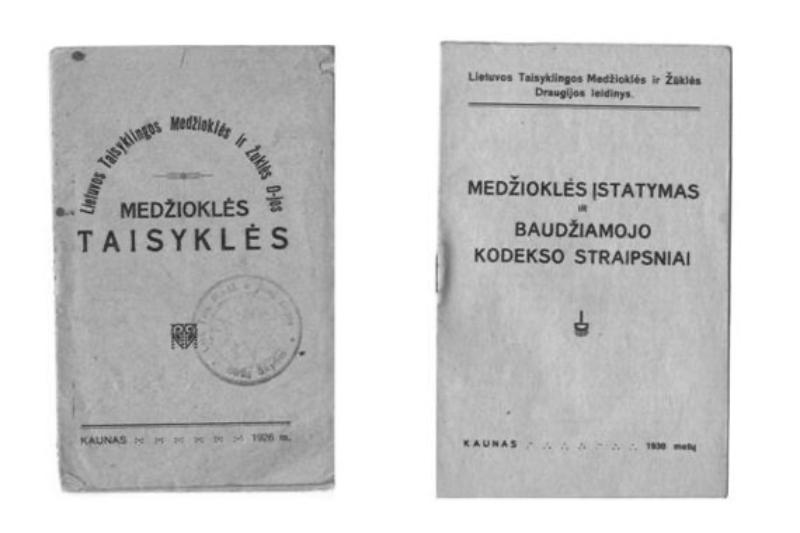 Lietuvos Taisyklingos Medžioklės ir Žūklės D-jos
MEDŽIOKLĖS
TAISYKLĖS
KAUNAS 1926 m.
Lietuvos Taisyklingos Medžioklės ir Žūklės
Draugijos leidinys.
MEDŽIOKLĖS ĮSTATYMAS
IR
BAUDŽIAMOJO
KODEKSO STRAIPSNIAI
KAUNAS 1930 metų